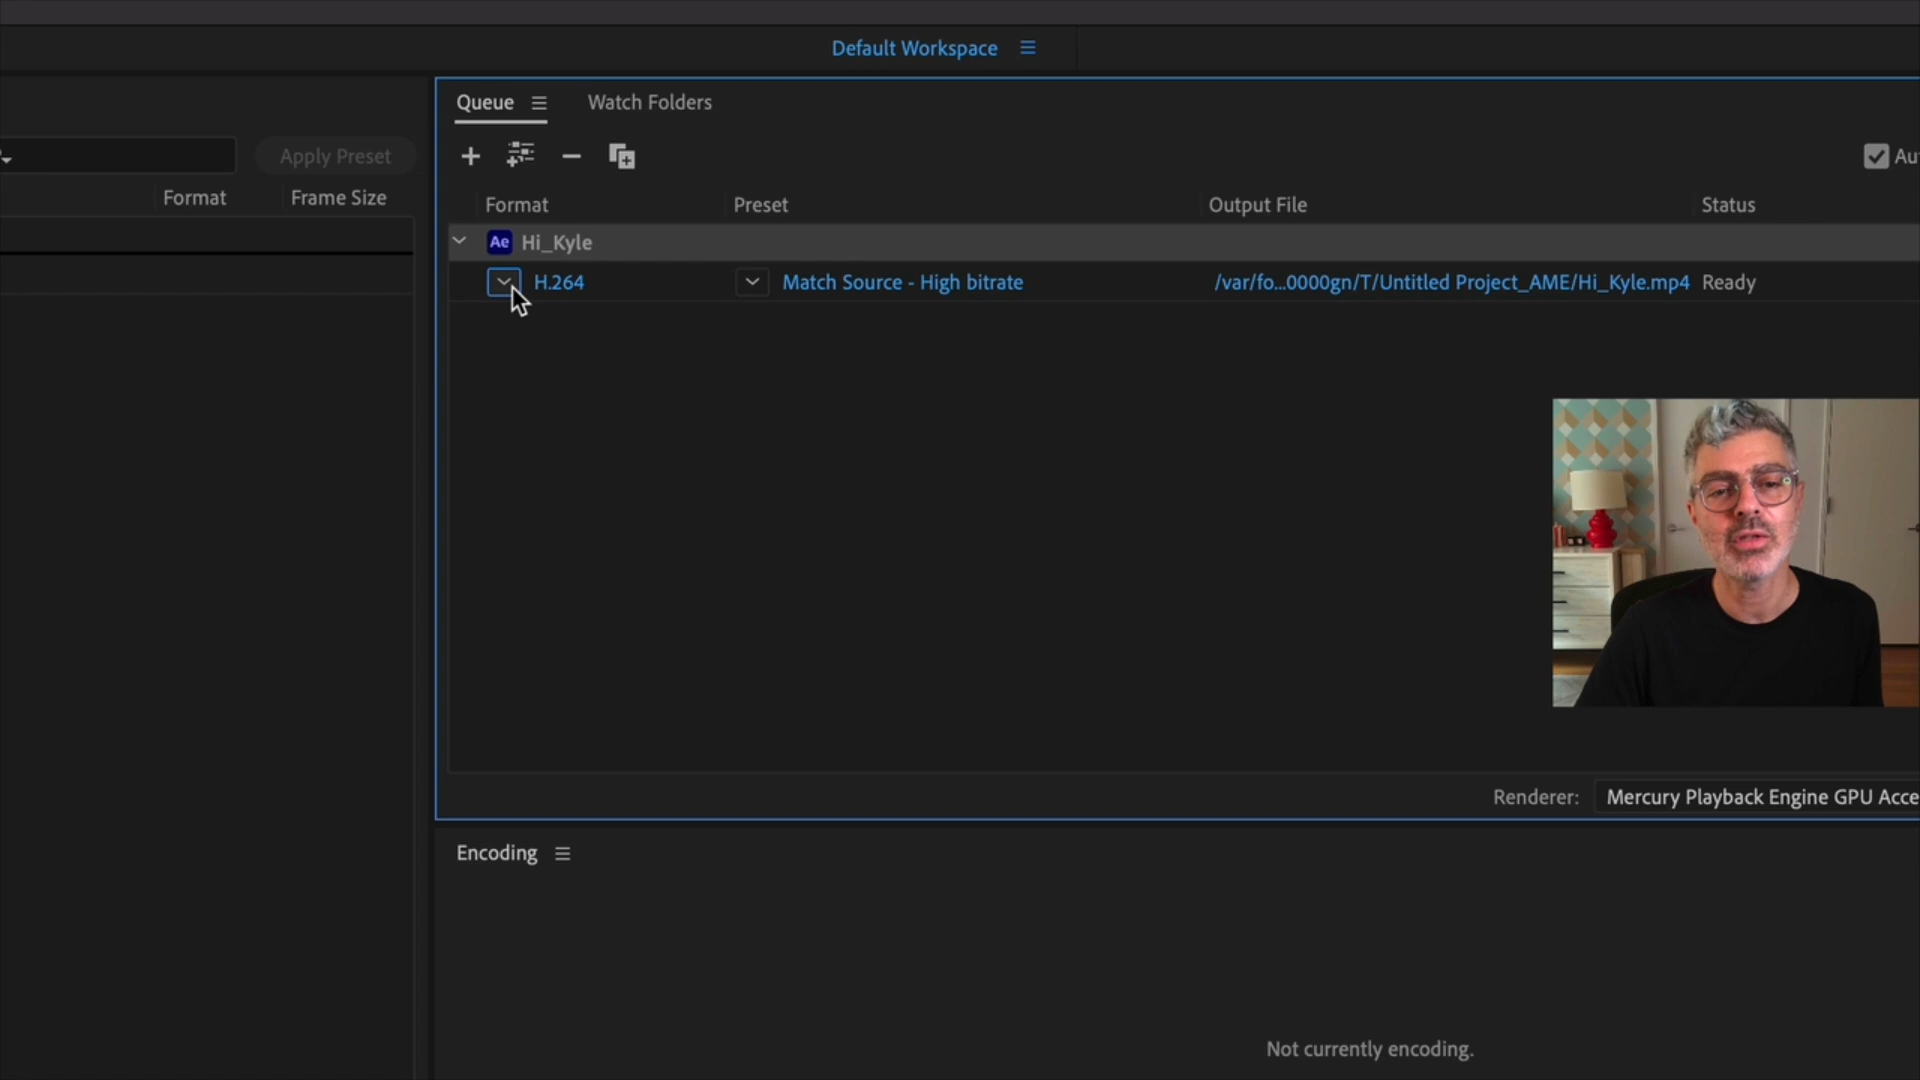 Default Workspace
Queue
Watch Folders
Apply Preset
Format
Frame Size
Format
Preset
Output File
Status
Ae Hi_Kyle
H.264
Match Source - High bitrate
/var/fo...0000gn/T/Untitled Project_AME/Hi_Kyle.mp4
Ready
Renderer:
Mercury Playback Engine GPU Acce
Encoding
Not currently encoding.